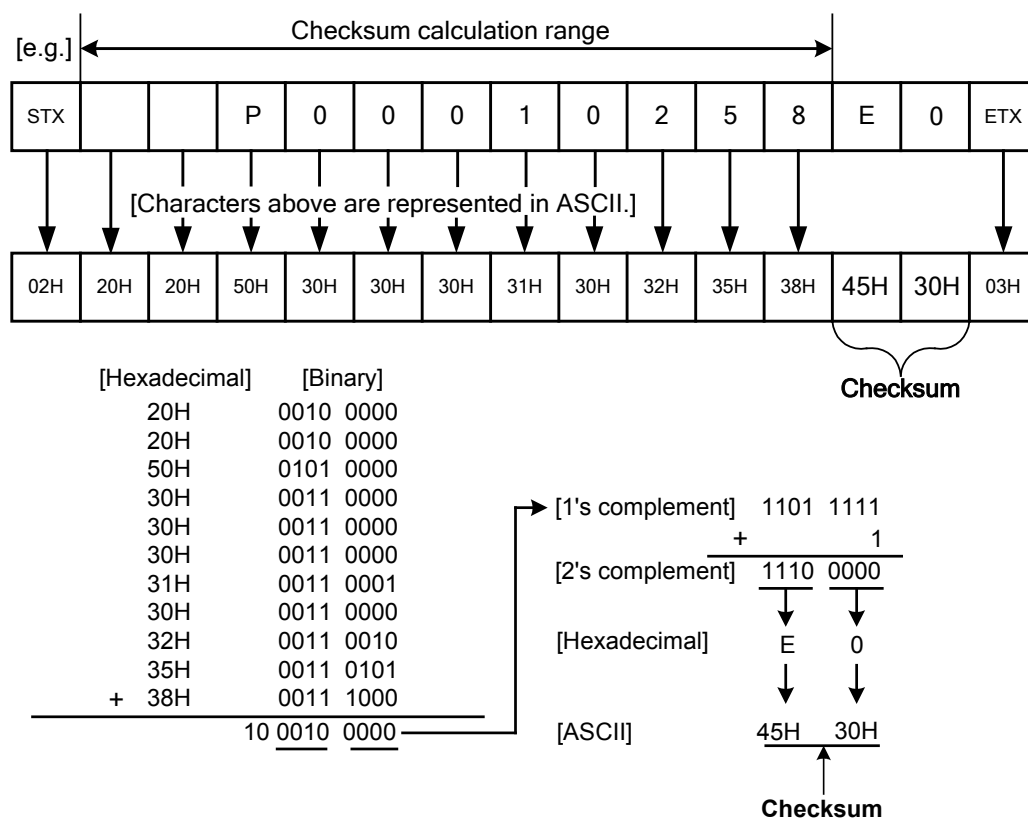 Checksum calculation range
[e.g.]
STX P 0 0 0 1 0 2 5 8 E 0 ETX
[Characters above are represented in ASCII.]
02H 20H 20H 50H 30H 30H 30H 31H 30H 32H 35H 38H 45H 30H 03H
Checksum
[Hexadecimal] [Binary]
20H 0010 0000
20H 0010 0000
50H 0101 0000
30H 0011 0000
30H 0011 0000
30H 0011 0000
31H 0011 0001
30H 0011 0000
32H 0011 0010
35H 0011 0101
+ 38H 0011 1000
10 0010 0000
[1's complement] 1101 1111
+ 1
[2's complement] 1110 0000
[Hexadecimal] E 0
[ASCII] 45H 30H
Checksum